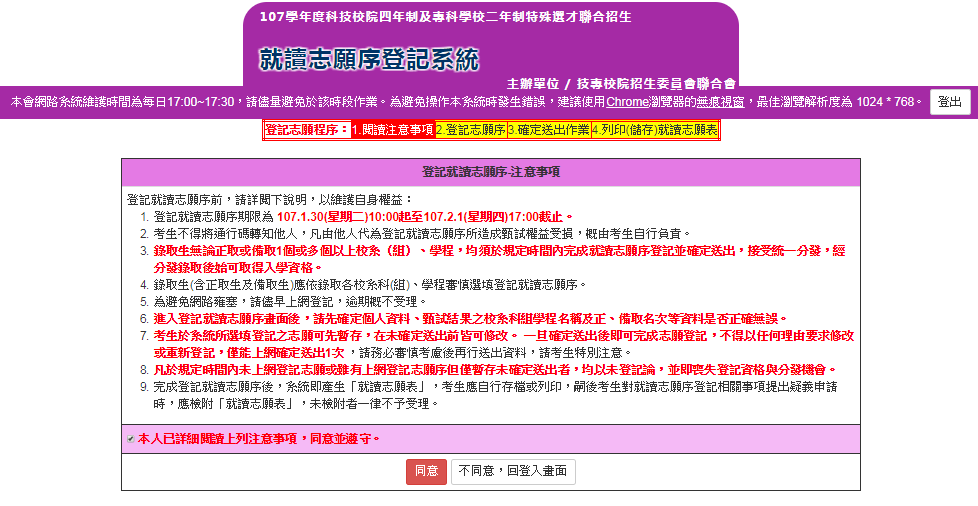 107學年度科技校院四年制及專科學校二年制特殊選才聯合招生
就讀志願序登記系統
主辦單位 / 技專校院招生委員會聯合會
本會網路系統維護時間為每日17:00~17:30，請儘量避免於該時段作業。為避免操作本系統時發生錯誤，建議使用Chrome瀏覽器的無痕視窗，最佳瀏覽解析度為 1024 * 768。 登出
登記志願程序：1.閱讀注意事項 2.登記志願序 3.確定送出作業 4.列印(儲存)就讀志願表
登記就讀志願序-注意事項
登記就讀志願序前，請詳閱下說明，以維護自身權益：
1. 登記就讀志願序期限為 107.1.30(星期二)10:00起至107.2.1(星期四)17:00截止。
2. 考生不得將通行碼轉知他人，凡由他人代為登記就讀志願序所造成甄試權益受損，概由考生自行負責。
3. 錄取生無論正取或備取1個或多個以上校系（組）、學程，均須於規定時間內完成就讀志願序登記並確定送出，接受統一分發，經
分發錄取後始可取得入學資格。
4. 錄取生(含正取生及備取生)應依錄取各校系科(組)、學程審慎選填登記就讀志願序。
5. 為避免網路雍塞，請儘早上網登記，逾期概不受理。
6. 進入登記就讀志願序畫面後，請先確定個人資料、甄試結果之校系科組學程名稱及正、備取名次等資料是否正確無誤。
7. 考生於系統所選填登記之志願可先暫存，在未確定送出前皆可修改。 一旦確定送出後即可完成志願登記，不得以任何理由要求修改
或重新登記，僅能上網確定送出1次 ，請務必審慎考慮後再行送出資料，請考生特別注意。
8. 凡於規定時間內未上網登記志願或雖有上網登記志願序但僅暫存未確定送出者，均以未登記論，並即喪失登記資格與分發機會。
9. 完成登記就讀志願序後，系統即產生「就讀志願表」，考生應自行存檔或列印，嗣後考生對就讀志願序登記相關事項提出疑義申請
時，應檢附「就讀志願表」，未檢附者一律不予受理。
本人已詳細閱讀上列注意事項，同意並遵守。
同意 不同意，回登入畫面